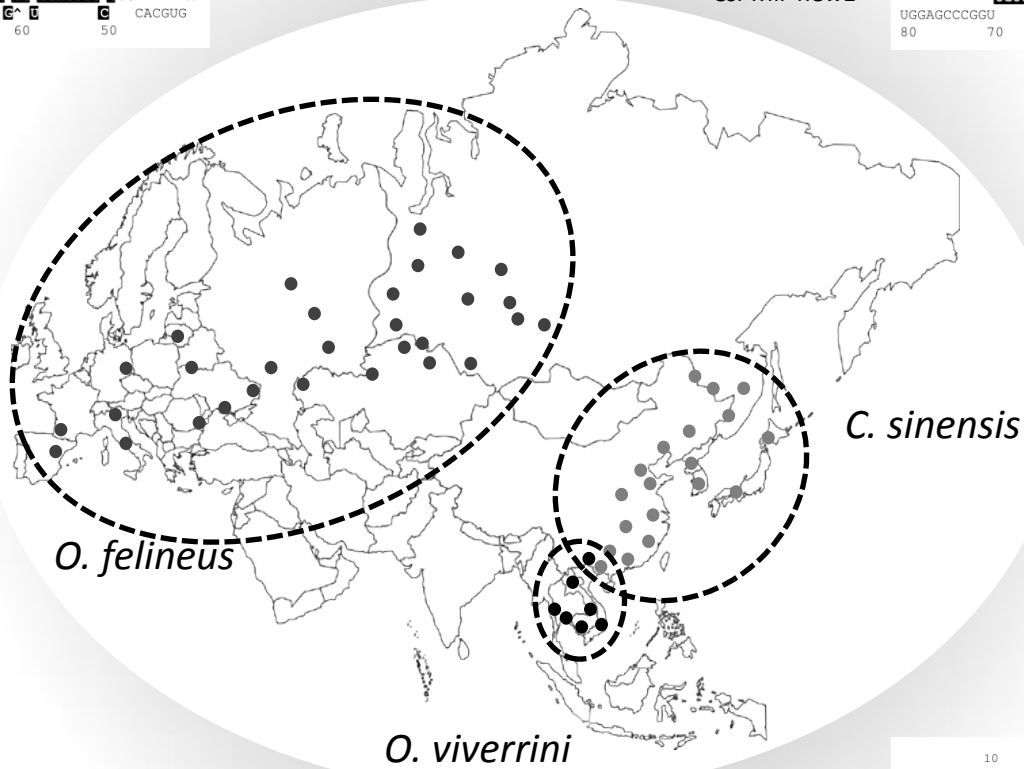 G^ U C CACGUG
60 50
UGGAGCCCGGU
80 70
C. sinensis
O. felineus
O. viverrini
10